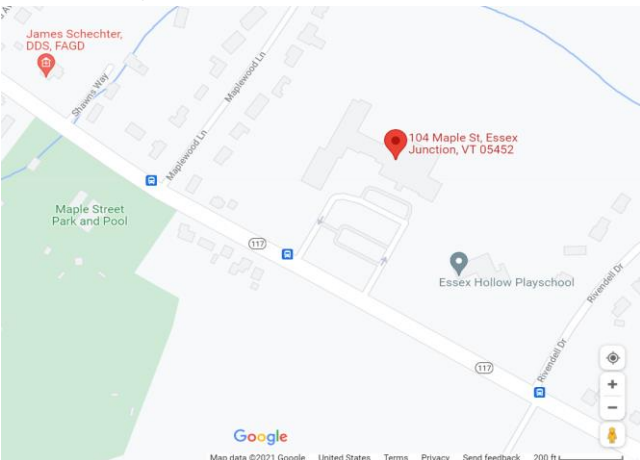 James Schechter,
DDS, FAGD
Shawns Way
Maplewood Ln
Maplewood Ln
104 Maple St, Essex
Junction, VT 05452
Maple Street
Park and Pool
117
Essex Hollow Playschool
Rivendell Dr
117
Rivendell Dr
Google
Map data ©2021 Google United States Terms Privacy Send feedback 200 ft